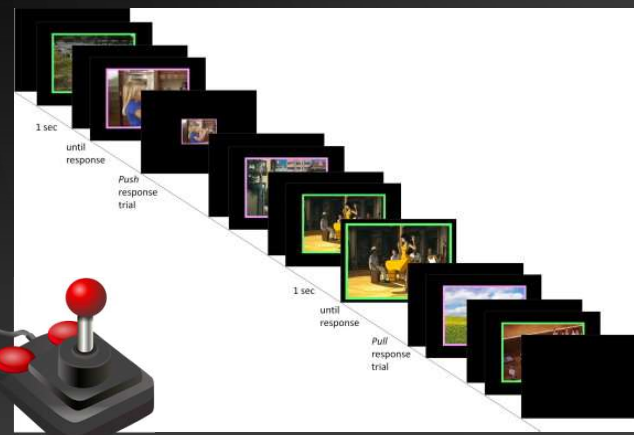 1 sec
until
response
Push
response
trial
1 sec
until
response
Pull
response
trial